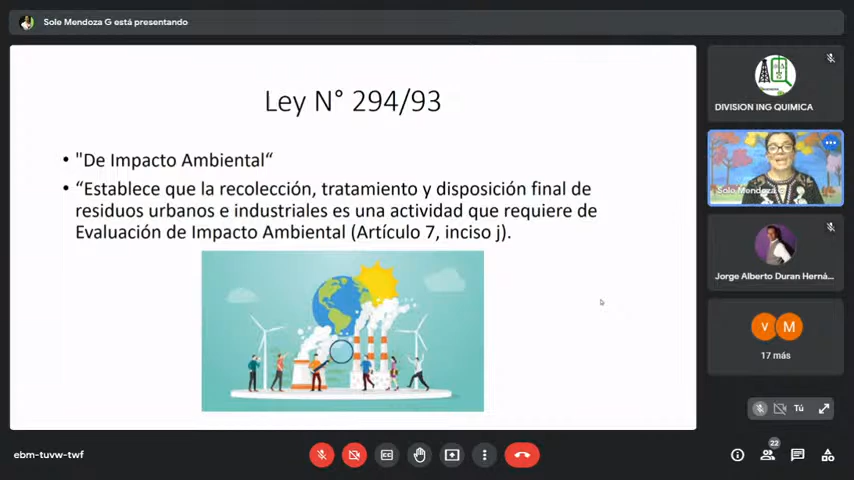 Sole Mendoza G está presentando
Ley N° 294/93
• "De Impacto Ambiental“
• “Establece que la recolección, tratamiento y disposición final de
residuos urbanos e industriales es una actividad que requiere de
Evaluación de Impacto Ambiental (Artículo 7, inciso j).
DIVISION ING QUIMICA
Sole Mendoza G
Jorge Alberto Duran Herná...
V M
17 más
Tú
ebm-tuvw-twf
CC
22